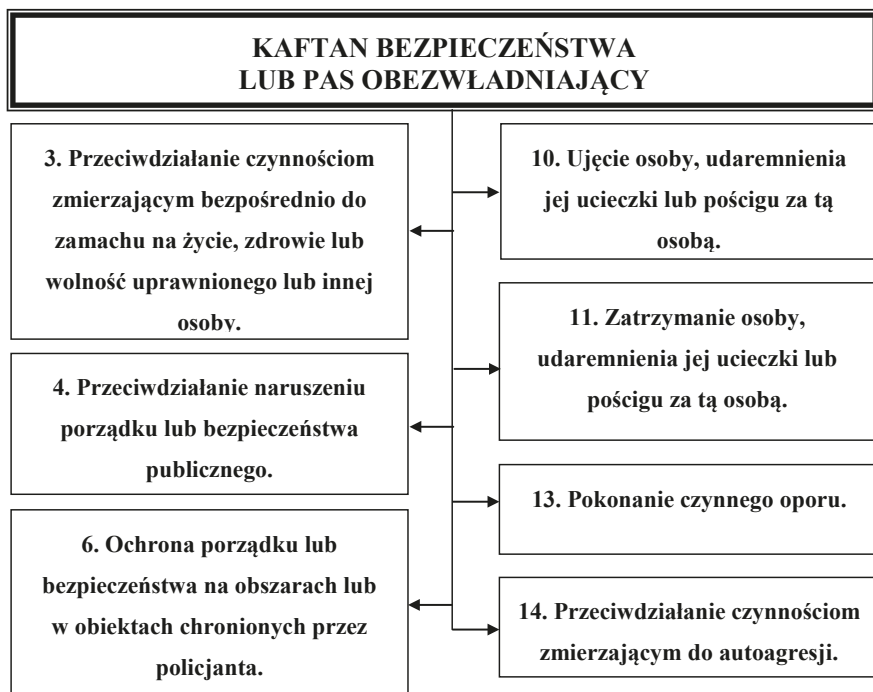 KAFTAN BEZPIECZEŃSTWA
LUB PAS OBEZWŁADNIAJĄCY
3. Przeciwdziałanie czynnościom
zmierzającym bezpośrednio do
zamachu na życie, zdrowie lub
wolność uprawnionego lub innej
osoby.
4. Przeciwdziałanie naruszeniu
porządku lub bezpieczeństwa
publicznego.
6. Ochrona porządku lub
bezpieczeństwa na obszarach lub
w obiektach chronionych przez
policjanta.
10. Ujęcie osoby, udaremnienia
jej ucieczki lub pościgu za tą
osobą.
11. Zatrzymanie osoby,
udaremnienia jej ucieczki lub
pościgu za tą osobą.
13. Pokonanie czynnego oporu.
14. Przeciwdziałanie czynnościom
zmierzającym do autoagresji.